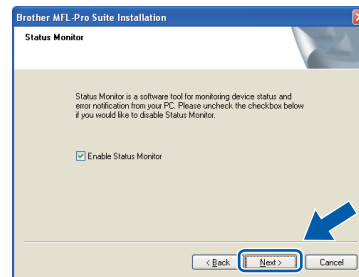 Brother MFL-Pro Suite Installation
Status Monitor
Status Monitor is a software tool for monitoring device status and
error notification from your PC. Please uncheck the checkbox below
if you would like to disable Status Monitor.
Enable Status Monitor
< Back
Next >
Cancel